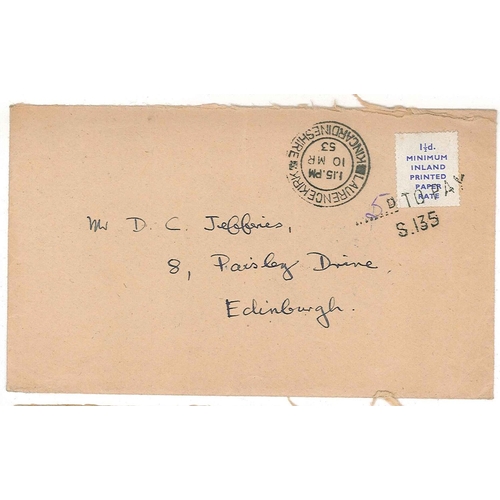 LAURENCEKIRK
KINCARDINESHIRE
1.15.PM
10 MR
53
1½d.
MINIMUM
INLAND
PRINTED
PAPER
RATE
S.135
Mr D. C. Jefferies,
8, Paisley Drive,
Edinburgh.